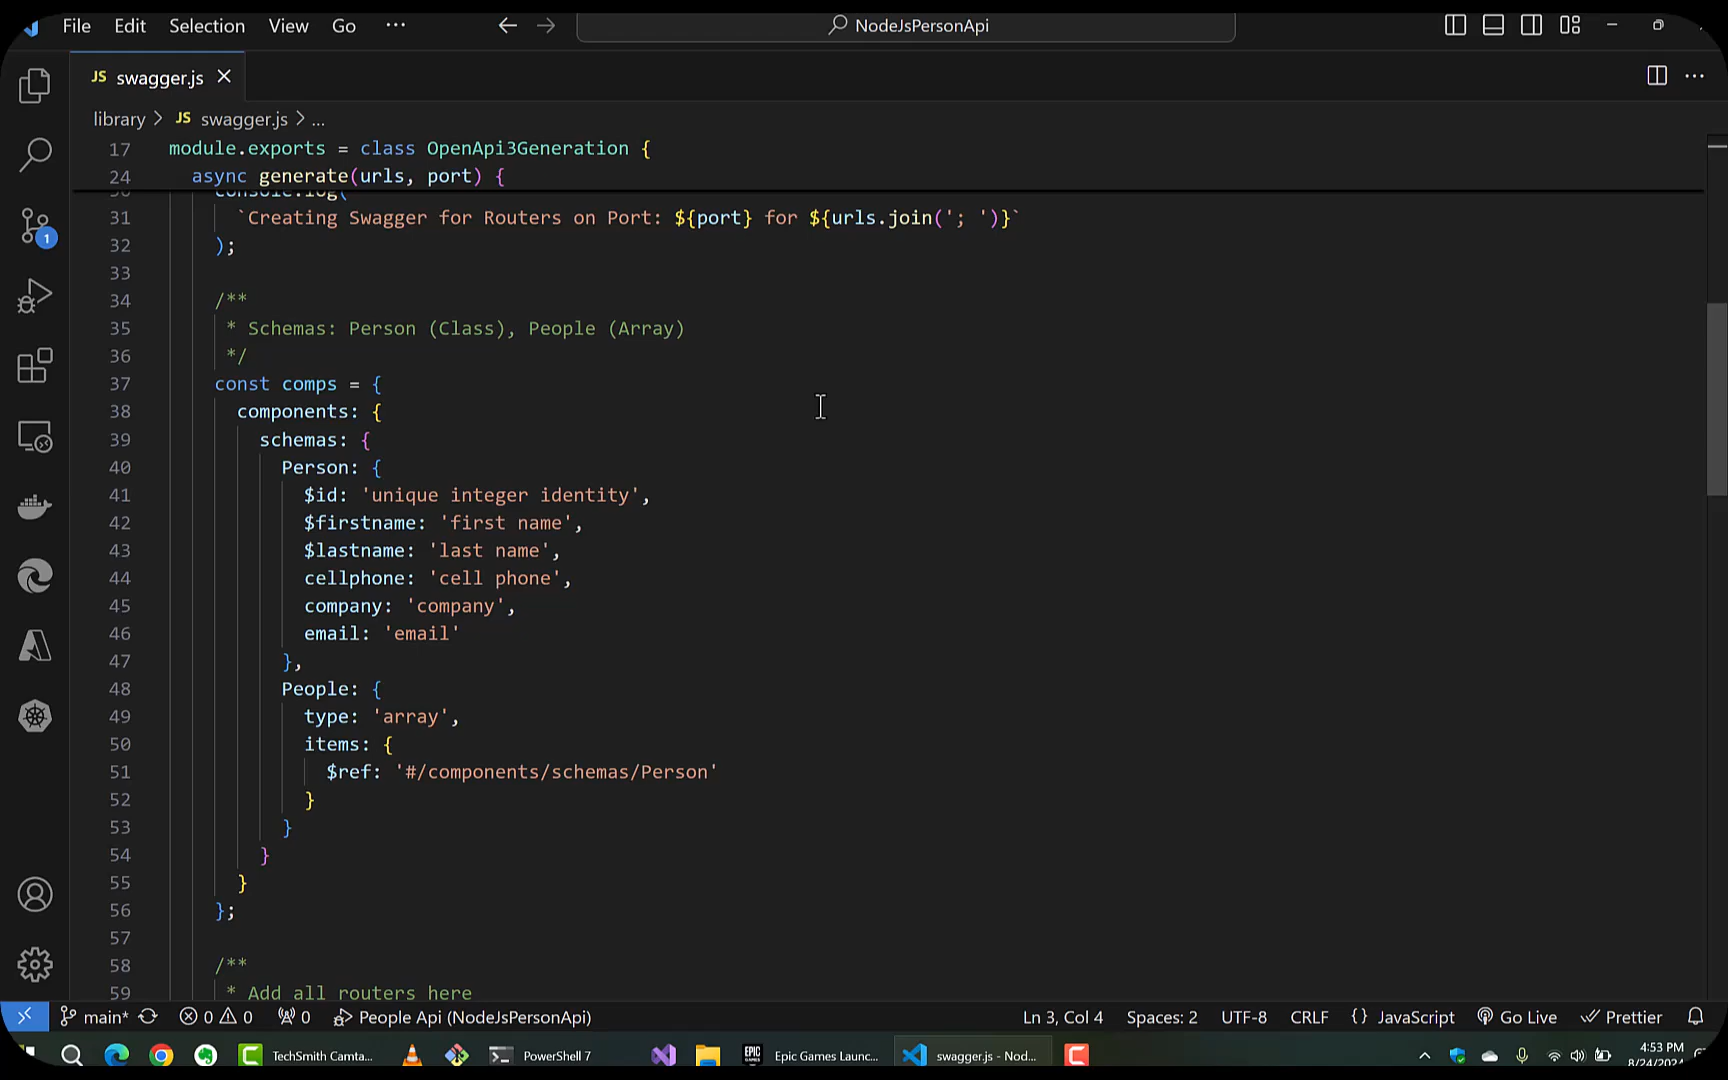 File Edit Selection View Go ··· NodeJsPersonApi
JS swagger.js
library > JS swagger.js > ...
17 module.exports = class OpenApi3Generation {
24 async generate(urls, port) {
console.log(
31 `Creating Swagger for Routers on Port: ${port} for ${urls.join('; ')}`
32 );
33
34 /**
35 * Schemas: Person (Class), People (Array)
36 */
37 const comps = {
38 components: {
39 schemas: {
40 Person: {
41 $id: 'unique integer identity',
42 $firstname: 'first name',
43 $lastname: 'last name',
44 cellphone: 'cell phone',
45 company: 'company',
46 email: 'email'
47 },
48 People: {
49 type: 'array',
50 items: {
51 $ref: '#/components/schemas/Person'
52 }
53 }
54 }
55 }
56 };
57
58 /**
59 * Add all routers here
1
main* 0 0 0 People Api (NodeJsPersonApi) Ln 3, Col 4 Spaces: 2 UTF-8 CRLF {} JavaScript Go Live Prettier
TechSmith Camta... PowerShell 7 EPIC GAMES Epic Games Launc... swagger.js - Nod... 4:53 PM